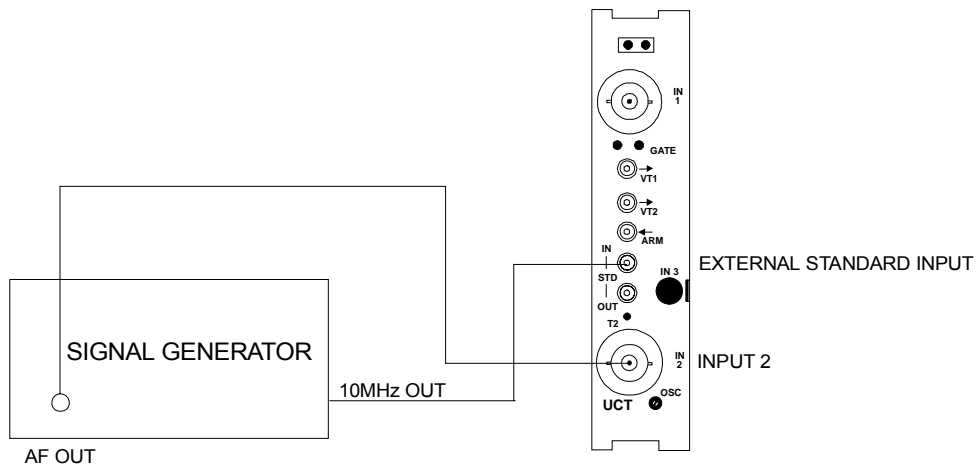 IN
1
GATE
VT1
VT2
ARM
IN
STD
OUT
IN 3
EXTERNAL STANDARD INPUT
T2
SIGNAL GENERATOR
IN
2
INPUT 2
10MHz OUT
OSC
UCT
AF OUT